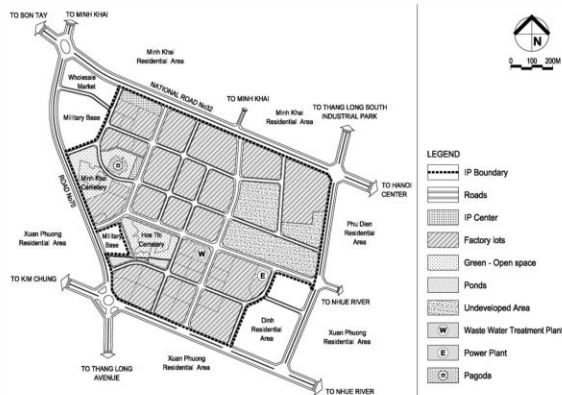 TO SON TAY
TO MINH KHAI
Minh Khai
Residential Area
Wholesale
Market
NATIONAL ROAD No32
TO MINH KHAI
Minh Khai
Residential Area
TO THANG LONG SOUTH
INDUSTRIAL PARK
Military Base
Minh Khai
Cemetery
ROAD No70
TO HANOI
CENTER
Phu Dien
Residential
Area
Xuan Phuong
Residential Area
Military
Base
Hoe Thi
Cemetery
W
E
TO KIM CHUNG
TO NHUE RIVER
Dinh
Residential
Area
Xuan Phuong
Residential
Area
Xuan Phuong
Residential Area
TO THANG LONG
AVENUE
TO NHUE RIVER
N
0 100 200M
LEGEND
IP Boundary
Roads
IP Center
Factory lots
Green - Open space
Ponds
Undeveloped Area
W Waste Water Treatment Plant
E Power Plant
Pagoda